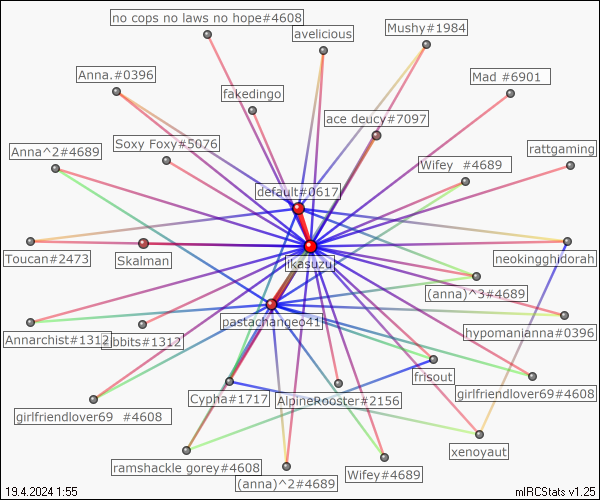 no cops no laws no hope#4608
avelicious
Mushy#1984
Anna.#0396
Mad #6901
fakedingo
ace deucy#7097
Soxy Foxy#5076
rattgaming
Anna^2#4689
Wifey #4689
default#0617
Toucan#2473
Skalman
ikasuzu
neokingghidorah
(anna)^3#4689
pastachangeo41
hypomanianna#0396
Annarchist#1312
bbits#1312
frisout
Cypha#1717
AlpineRooster#2156
girlfriendlover69#4608
girlfriendlover69 #4608
xenoyaut
ramshackle gorey#4608
(anna)^2#4689
Wifey#4689
19.4.2024 1:55
mIRCStats v1.25